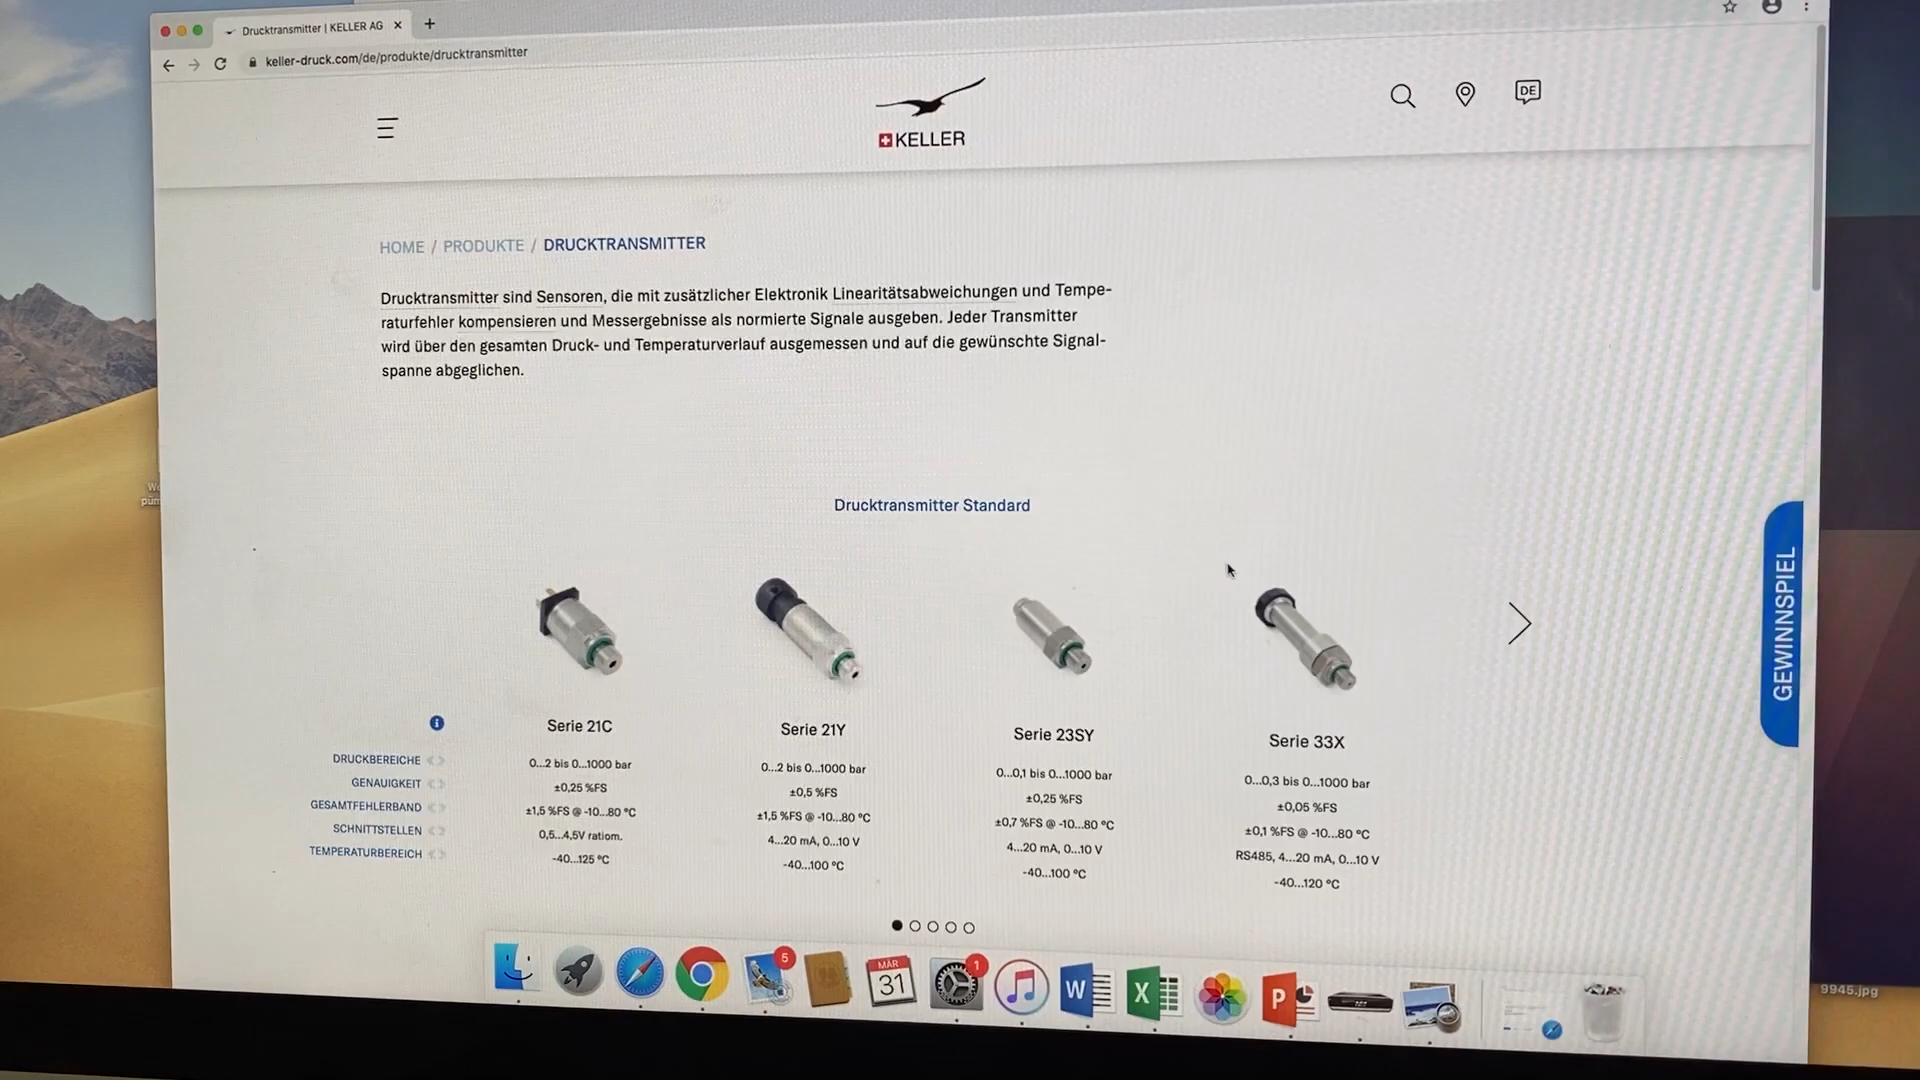 Drucktransmitter | KELLER AG
keller-druck.com/de/produkte/drucktransmitter
KELLER
DE
HOME / PRODUKTE / DRUCKTRANSMITTER
Drucktransmitter sind Sensoren, die mit zusätzlicher Elektronik Linearitätsabweichungen und Tempe-
raturfehler kompensieren und Messergebnisse als normierte Signale ausgeben. Jeder Transmitter
wird über den gesamten Druck- und Temperaturverlauf ausgemessen und auf die gewünschte Signal-
spanne abgeglichen.
Drucktransmitter Standard
GEWINNSPIEL
Serie 21C
Serie 21Y
Serie 23SY
Serie 33X
DRUCKBEREICHE 0...2 bis 0...1000 bar 0...2 bis 0...1000 bar 0...0,1 bis 0...1000 bar 0...0,3 bis 0...1000 bar
GENAUIGKEIT ±0,25 %FS ±0,5 %FS ±0,25 %FS ±0,05 %FS
GESAMTFEHLERBAND ±1,5 %FS @ -10...80 °C ±1,5 %FS @ -10...80 °C ±0,7 %FS @ -10...80 °C ±0,1 %FS @ -10...80 °C
SCHNITTSTELLEN 0,5...4,5V ratiom. 4...20 mA, 0...10 V 4...20 mA, 0...10 V RS485, 4...20 mA, 0...10 V
TEMPERATURBEREICH -40...125 °C -40...100 °C -40...100 °C -40...120 °C
5
MÄR
31
1
W
X
P
9945.jpg